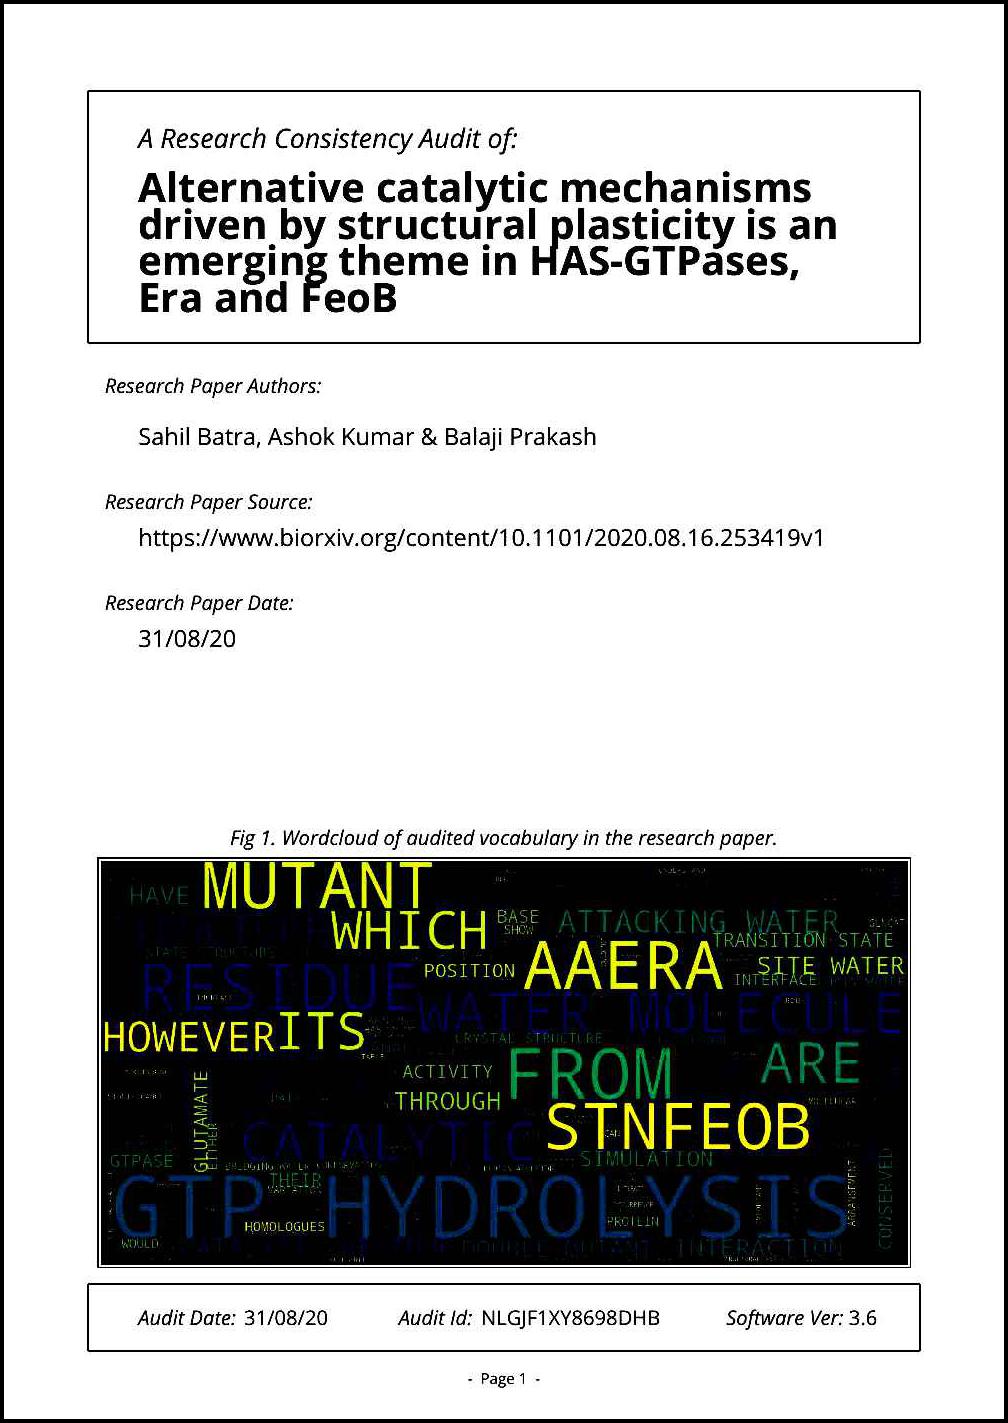 A Research Consistency Audit of:
Alternative catalytic mechanisms
driven by structural plasticity is an
emerging theme in HAS-GTPases,
Era and FeoB
Research Paper Authors:
Sahil Batra, Ashok Kumar & Balaji Prakash
Research Paper Source:
https://www.biorxiv.org/content/10.1101/2020.08.16.253419v1
Research Paper Date:
31/08/20
Fig 1. Wordcloud of audited vocabulary in the research paper.
HAVE
MUTANT
WHICH
BASE
SHOW
ATTACKING WATER
TRANSITION STATE
POSITION
AAERA
SITE WATER
INTERFACE
RESIDUE
WATER MOLECULE
HOWEVER
ITS
CRYSTAL STRUCTURE
ACTIVITY
FROM
ARE
THROUGH
GLUTAMATE
EITHER
STNFEOB
CAN
CATALYTIC
GTPASE
SIMULATION
THEIR
GTP HYDROLYSIS
HOMOLOGUES
PROTEIN
WOULD
DOUBLE MUTANT
INTERACTION
ARRANGEMENT
CONSERVED
Audit Date: 31/08/20 Audit Id: NLGJF1XY8698DHB Software Ver: 3.6
- Page 1 -